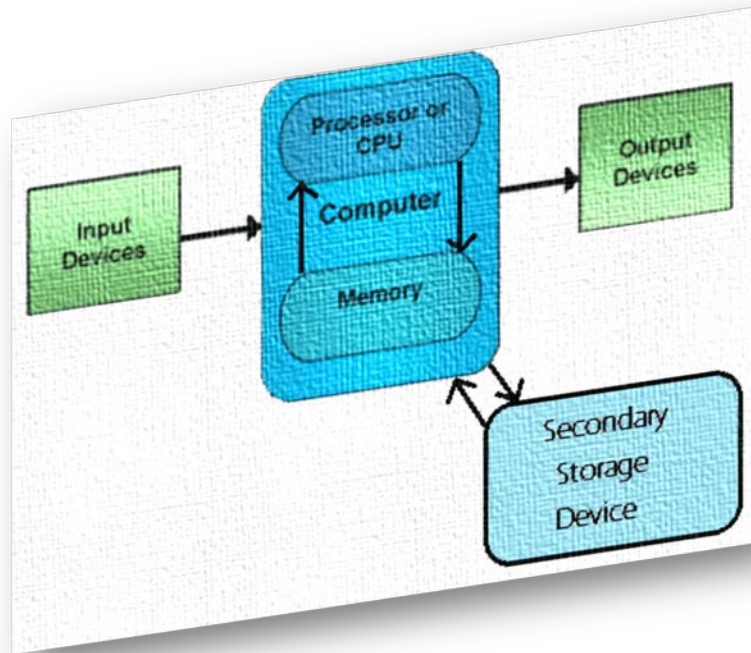 Processor or
CPU
Computer
Memory
Input
Devices
Output
Devices
Secondary
Storage
Device